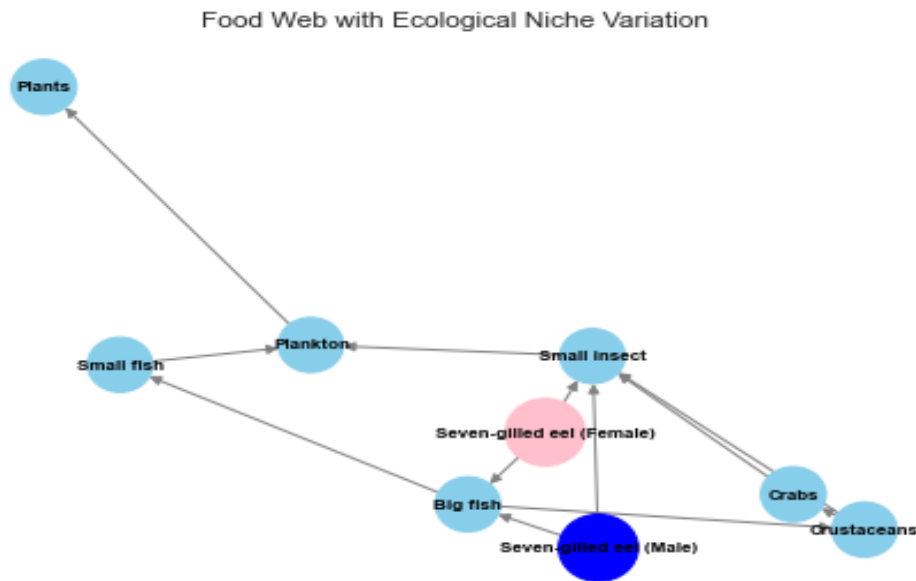 Food Web with Ecological Niche Variation
Plants
Plankton
Small insect
Small fish
Seven-gilled eel (Female)
Big fish
Crabs
Crustaceans
Seven-gilled eel (Male)